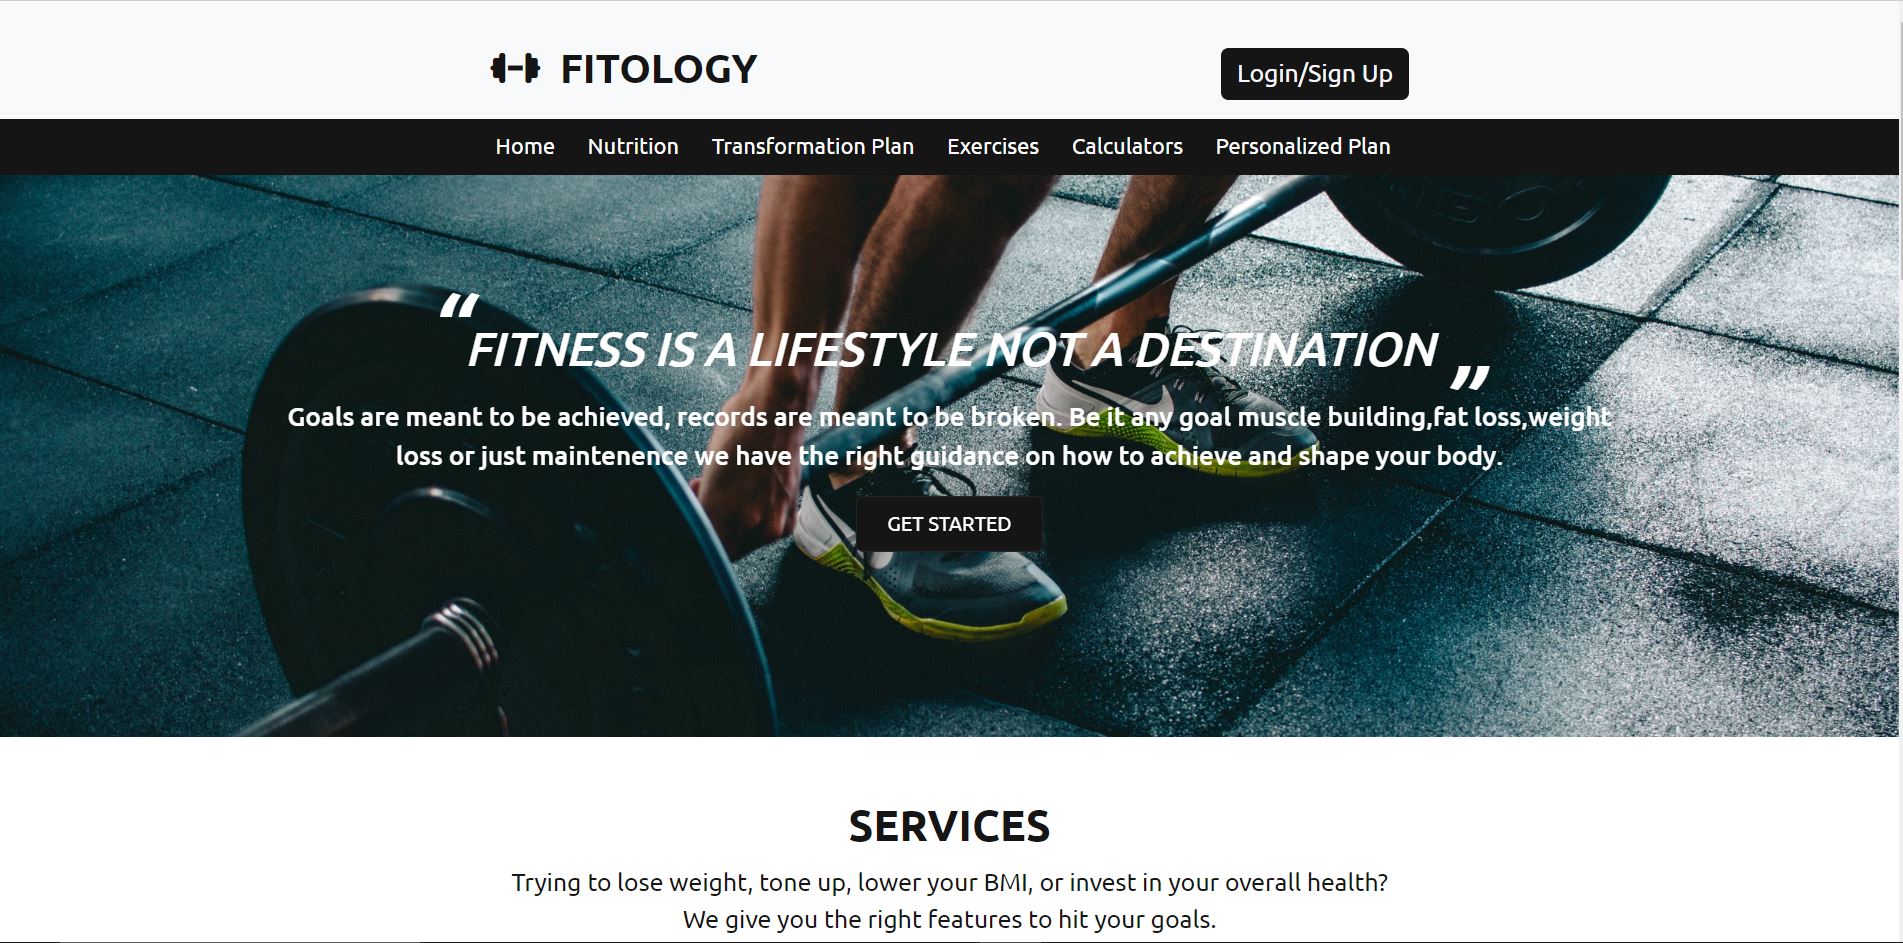 FITOLOGY
Login/Sign Up
Home Nutrition Transformation Plan Exercises Calculators Personalized Plan
“FITNESS IS A LIFESTYLE NOT A DESTINATION”
Goals are meant to be achieved, records are meant to be broken. Be it any goal muscle building,fat loss,weight
loss or just maintenence we have the right guidance on how to achieve and shape your body.
GET STARTED
SERVICES
Trying to lose weight, tone up, lower your BMI, or invest in your overall health?
We give you the right features to hit your goals.